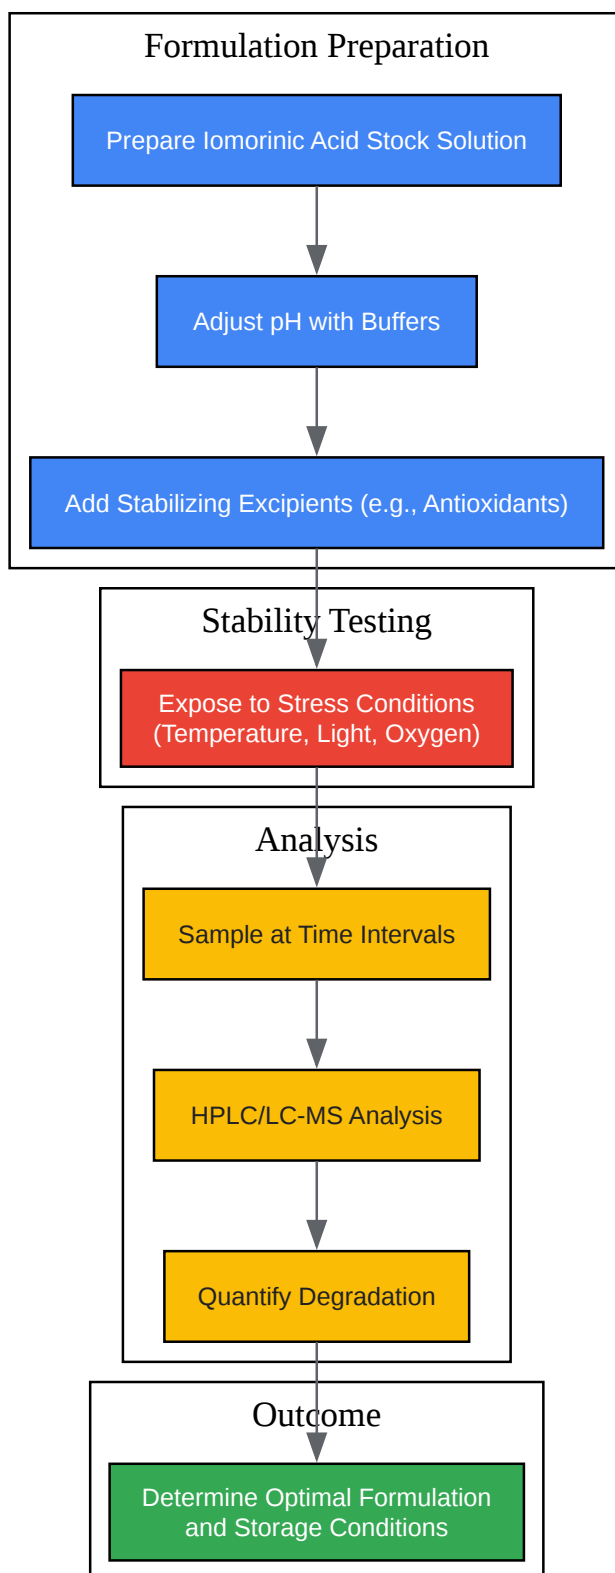 Formulation Preparation
Prepare Iomorinic Acid Stock Solution
Adjust pH with Buffers
Add Stabilizing Excipients (e.g., Antioxidants)
Stability Testing
Expose to Stress Conditions
(Temperature, Light, Oxygen)
Analysis
Sample at Time Intervals
HPLC/LC-MS Analysis
Quantify Degradation
Outcome
Determine Optimal Formulation
and Storage Conditions